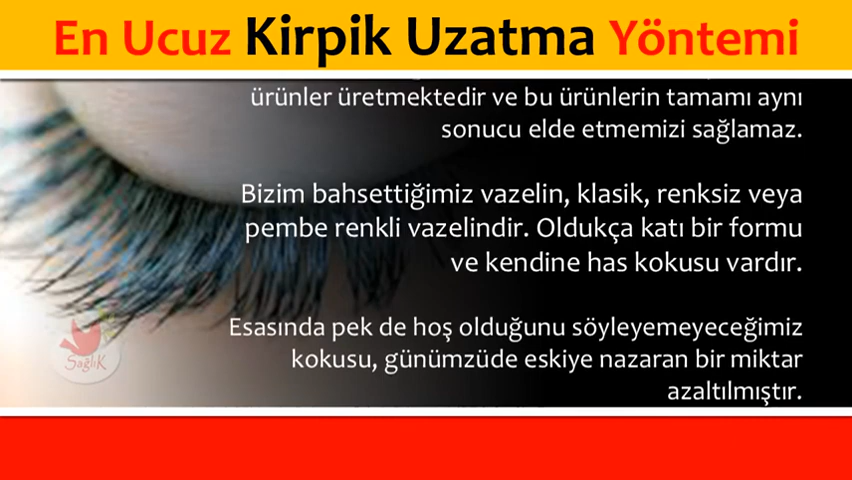 En Ucuz Kirpik Uzatma Yöntemi
ürünler üretmektedir ve bu ürünlerin tamamı aynı
sonucu elde etmemizi sağlamaz.
Bizim bahsettiğimiz vazelin, klasik, renksiz veya
pembe renkli vazelindir. Oldukça katı bir formu
ve kendine has kokusu vardır.
Esasında pek de hoş olduğunu söyleyemeyeceğimiz
kokusu, günümzüde eskiye nazaran bir miktar
azaltılmıştır.
SağlıK